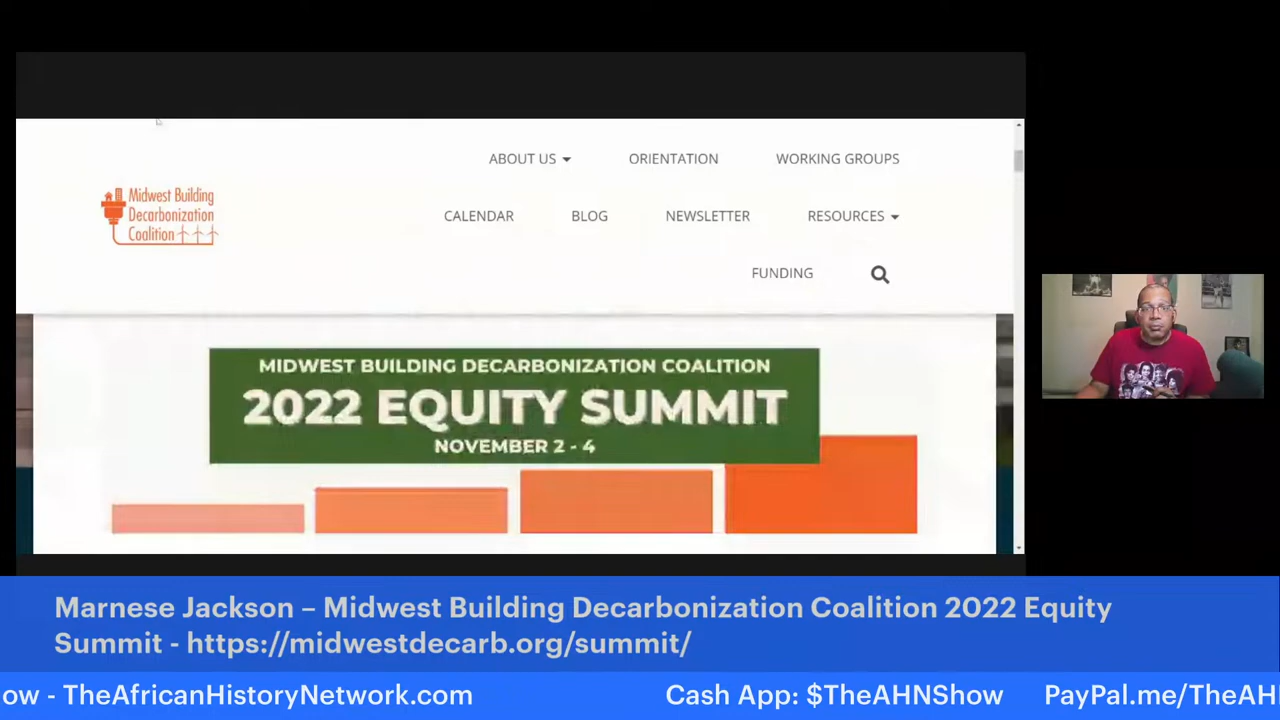 ABOUT US
ORIENTATION
WORKING GROUPS
Midwest Building
Decarbonization
Coalition
CALENDAR
BLOG
NEWSLETTER
RESOURCES
FUNDING
MIDWEST BUILDING DECARBONIZATION COALITION
2022 EQUITY SUMMIT
NOVEMBER 2 - 4
Marnese Jackson – Midwest Building Decarbonization Coalition 2022 Equity
Summit - https://midwestdecarb.org/summit/
ow - TheAfricanHistoryNetwork.com Cash App: $TheAHNShow PayPal.me/TheAH